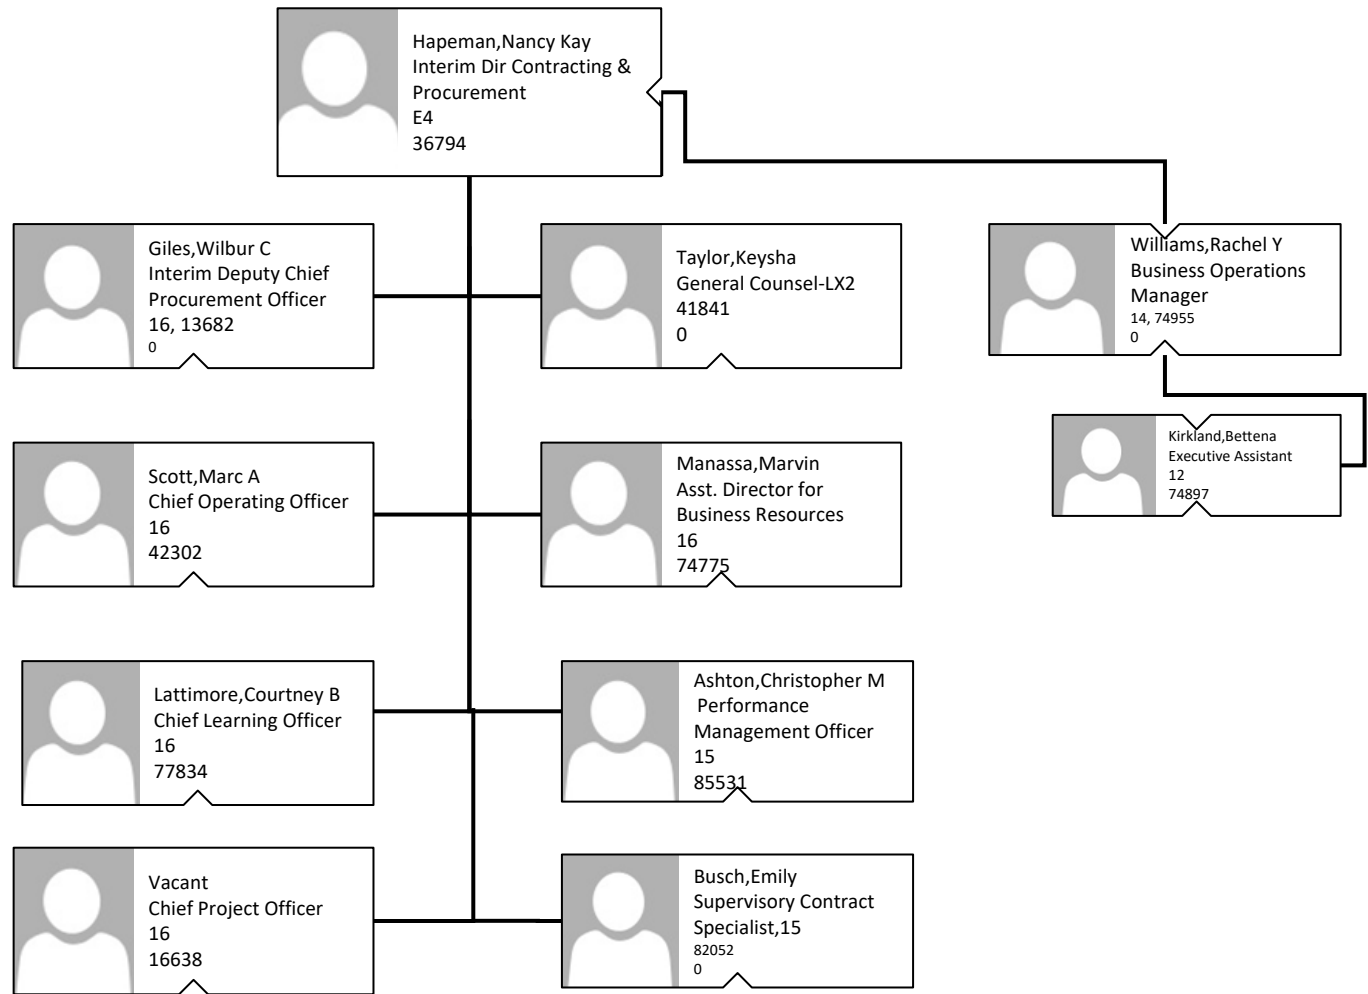 Hapeman,Nancy Kay
Interim Dir Contracting &
Procurement
E4
36794
Giles,Wilbur C
Interim Deputy Chief
Procurement Officer
16, 13682
0
Taylor,Keysha
General Counsel-LX2
41841
0
Williams,Rachel Y
Business Operations
Manager
14, 74955
0
Kirkland,Bettena
Executive Assistant
12
74897
Scott,Marc A
Chief Operating Officer
16
42302
Manassa,Marvin
Asst. Director for
Business Resources
16
74775
Lattimore,Courtney B
Chief Learning Officer
16
77834
Ashton,Christopher M
Performance
Management Officer
15
85531
Vacant
Chief Project Officer
16
16638
Busch,Emily
Supervisory Contract
Specialist,15
82052
0